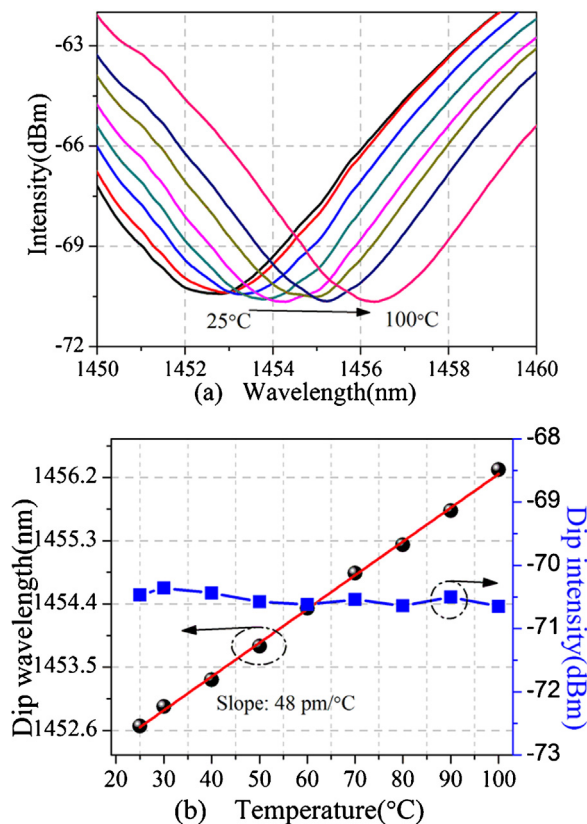 Intensity(dBm)
-63
-66
-69
-72
25°C
100°C
1450 1452 1454 1456 1458 1460
(a) Wavelength(nm)
Dip wavelength(nm)
1456.2
1455.3
1454.4
1453.5
1452.6
-68
-69
-70
-71
-72
-73
Dip intensity(dBm)
Slope: 48 pm/°C
20 30 40 50 60 70 80 90 100
(b) Temperature(°C)